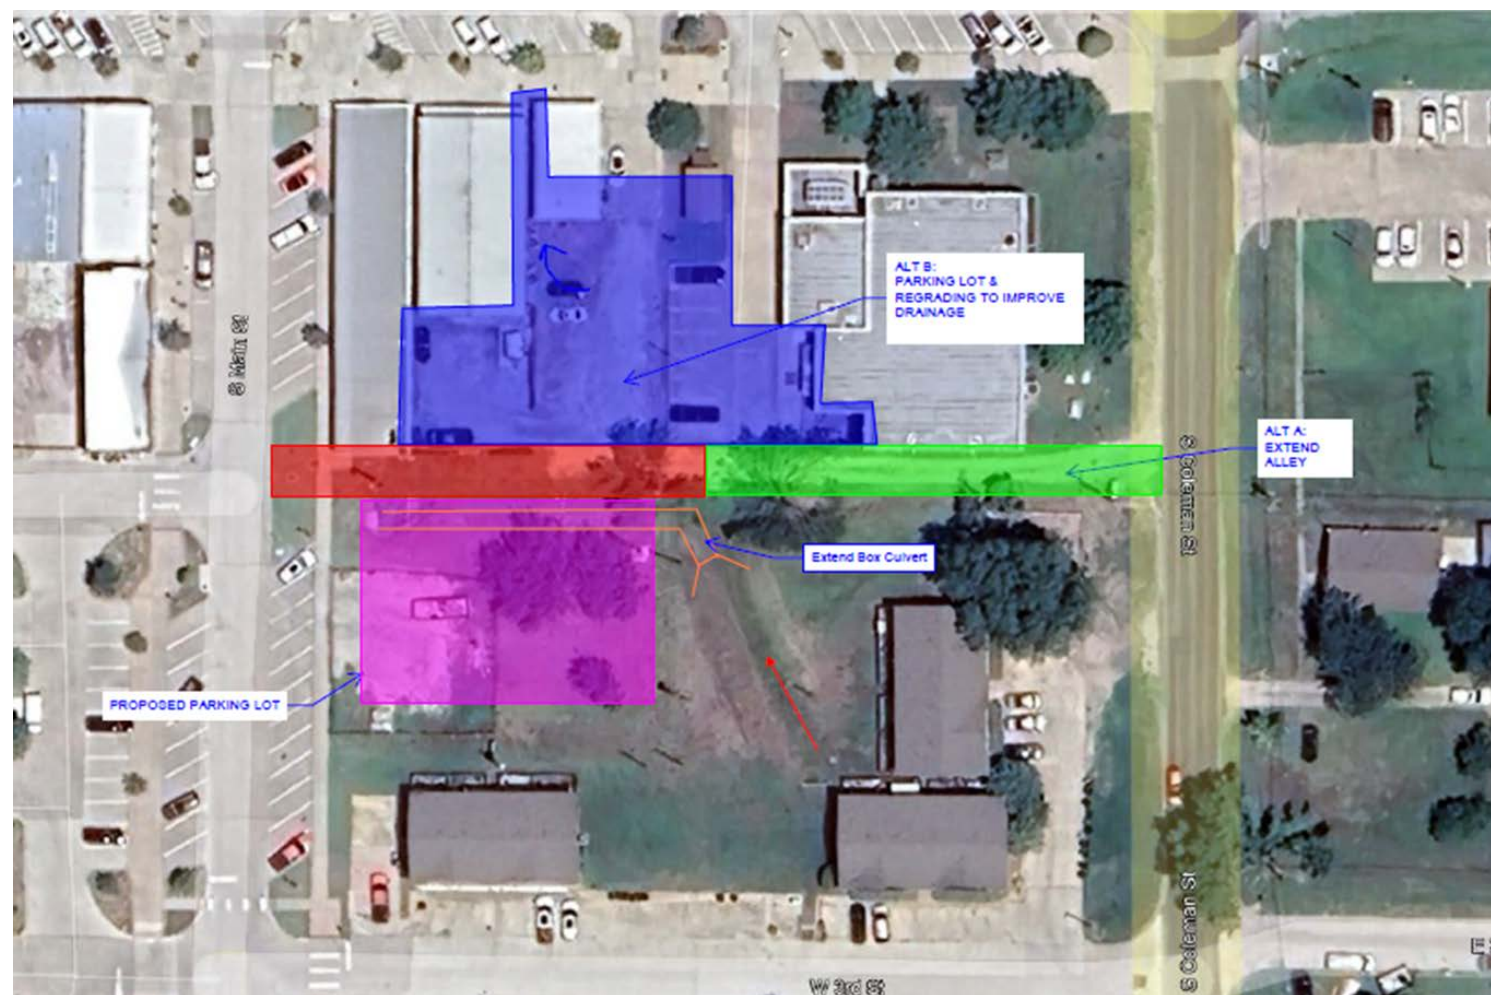 ALT B:
PARKING LOT &
REGRADING TO IMPROVE
DRAINAGE
S Main St
ALT A:
EXTEND
ALLEY
S Coleman St
Extend Box Culvert
PROPOSED PARKING LOT
S Coleman St
W 3rd St
E